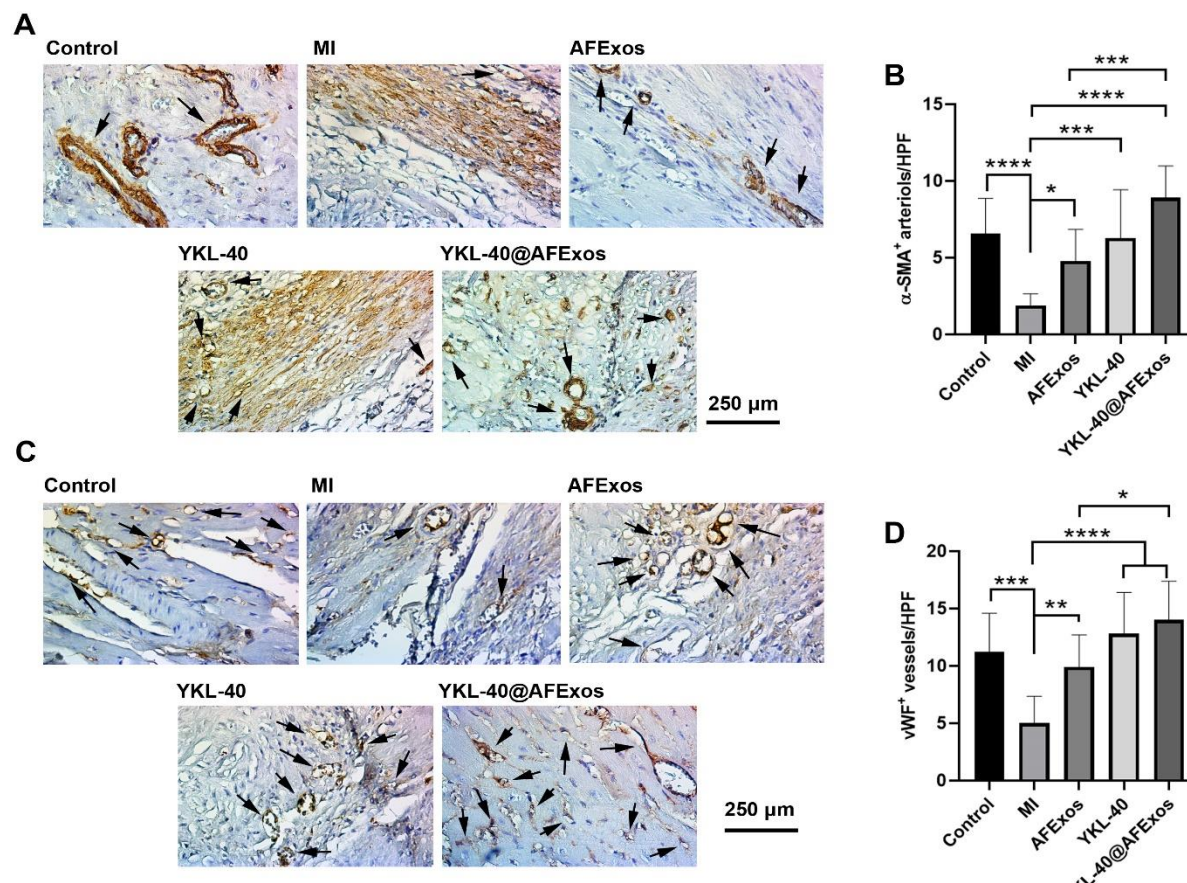 A
Control
MI
AFExos
YKL-40
YKL-40@AFExos
250 µm
B
***
****
***
****
*
15
10
5
0
α-SMA⁺ arteriols/HPF
Control
MI
AFExos
YKL-40
YKL-40@AFExos
C
Control
MI
AFExos
YKL-40
YKL-40@AFExos
250 µm
D
*
****
***
**
20
15
10
5
0
vWF⁺ vessels/HPF
Control
MI
AFExos
YKL-40
KL-40@AFExos